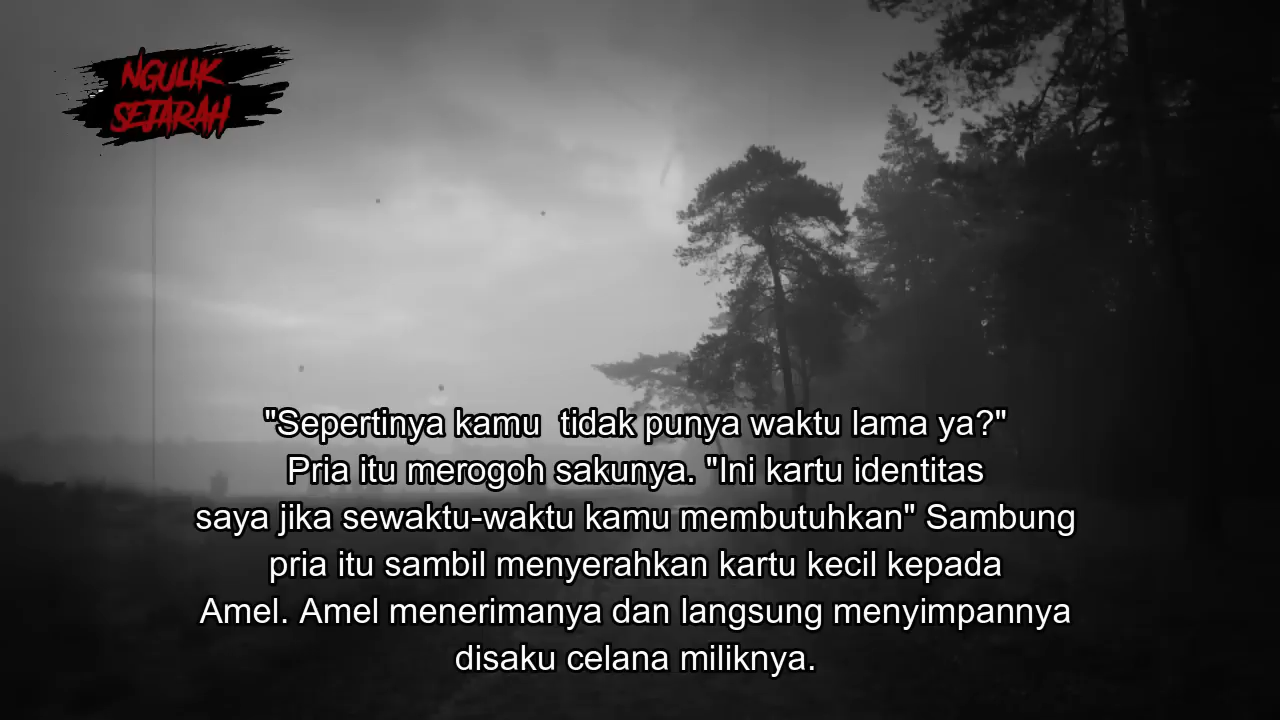 NGULIK
SEJARAH
"Sepertinya kamu  tidak punya waktu lama ya?"
Pria itu merogoh sakunya. "Ini kartu identitas
saya jika sewaktu-waktu kamu membutuhkan" Sambung
pria itu sambil menyerahkan kartu kecil kepada
Amel. Amel menerimanya dan langsung menyimpannya
disaku celana miliknya.